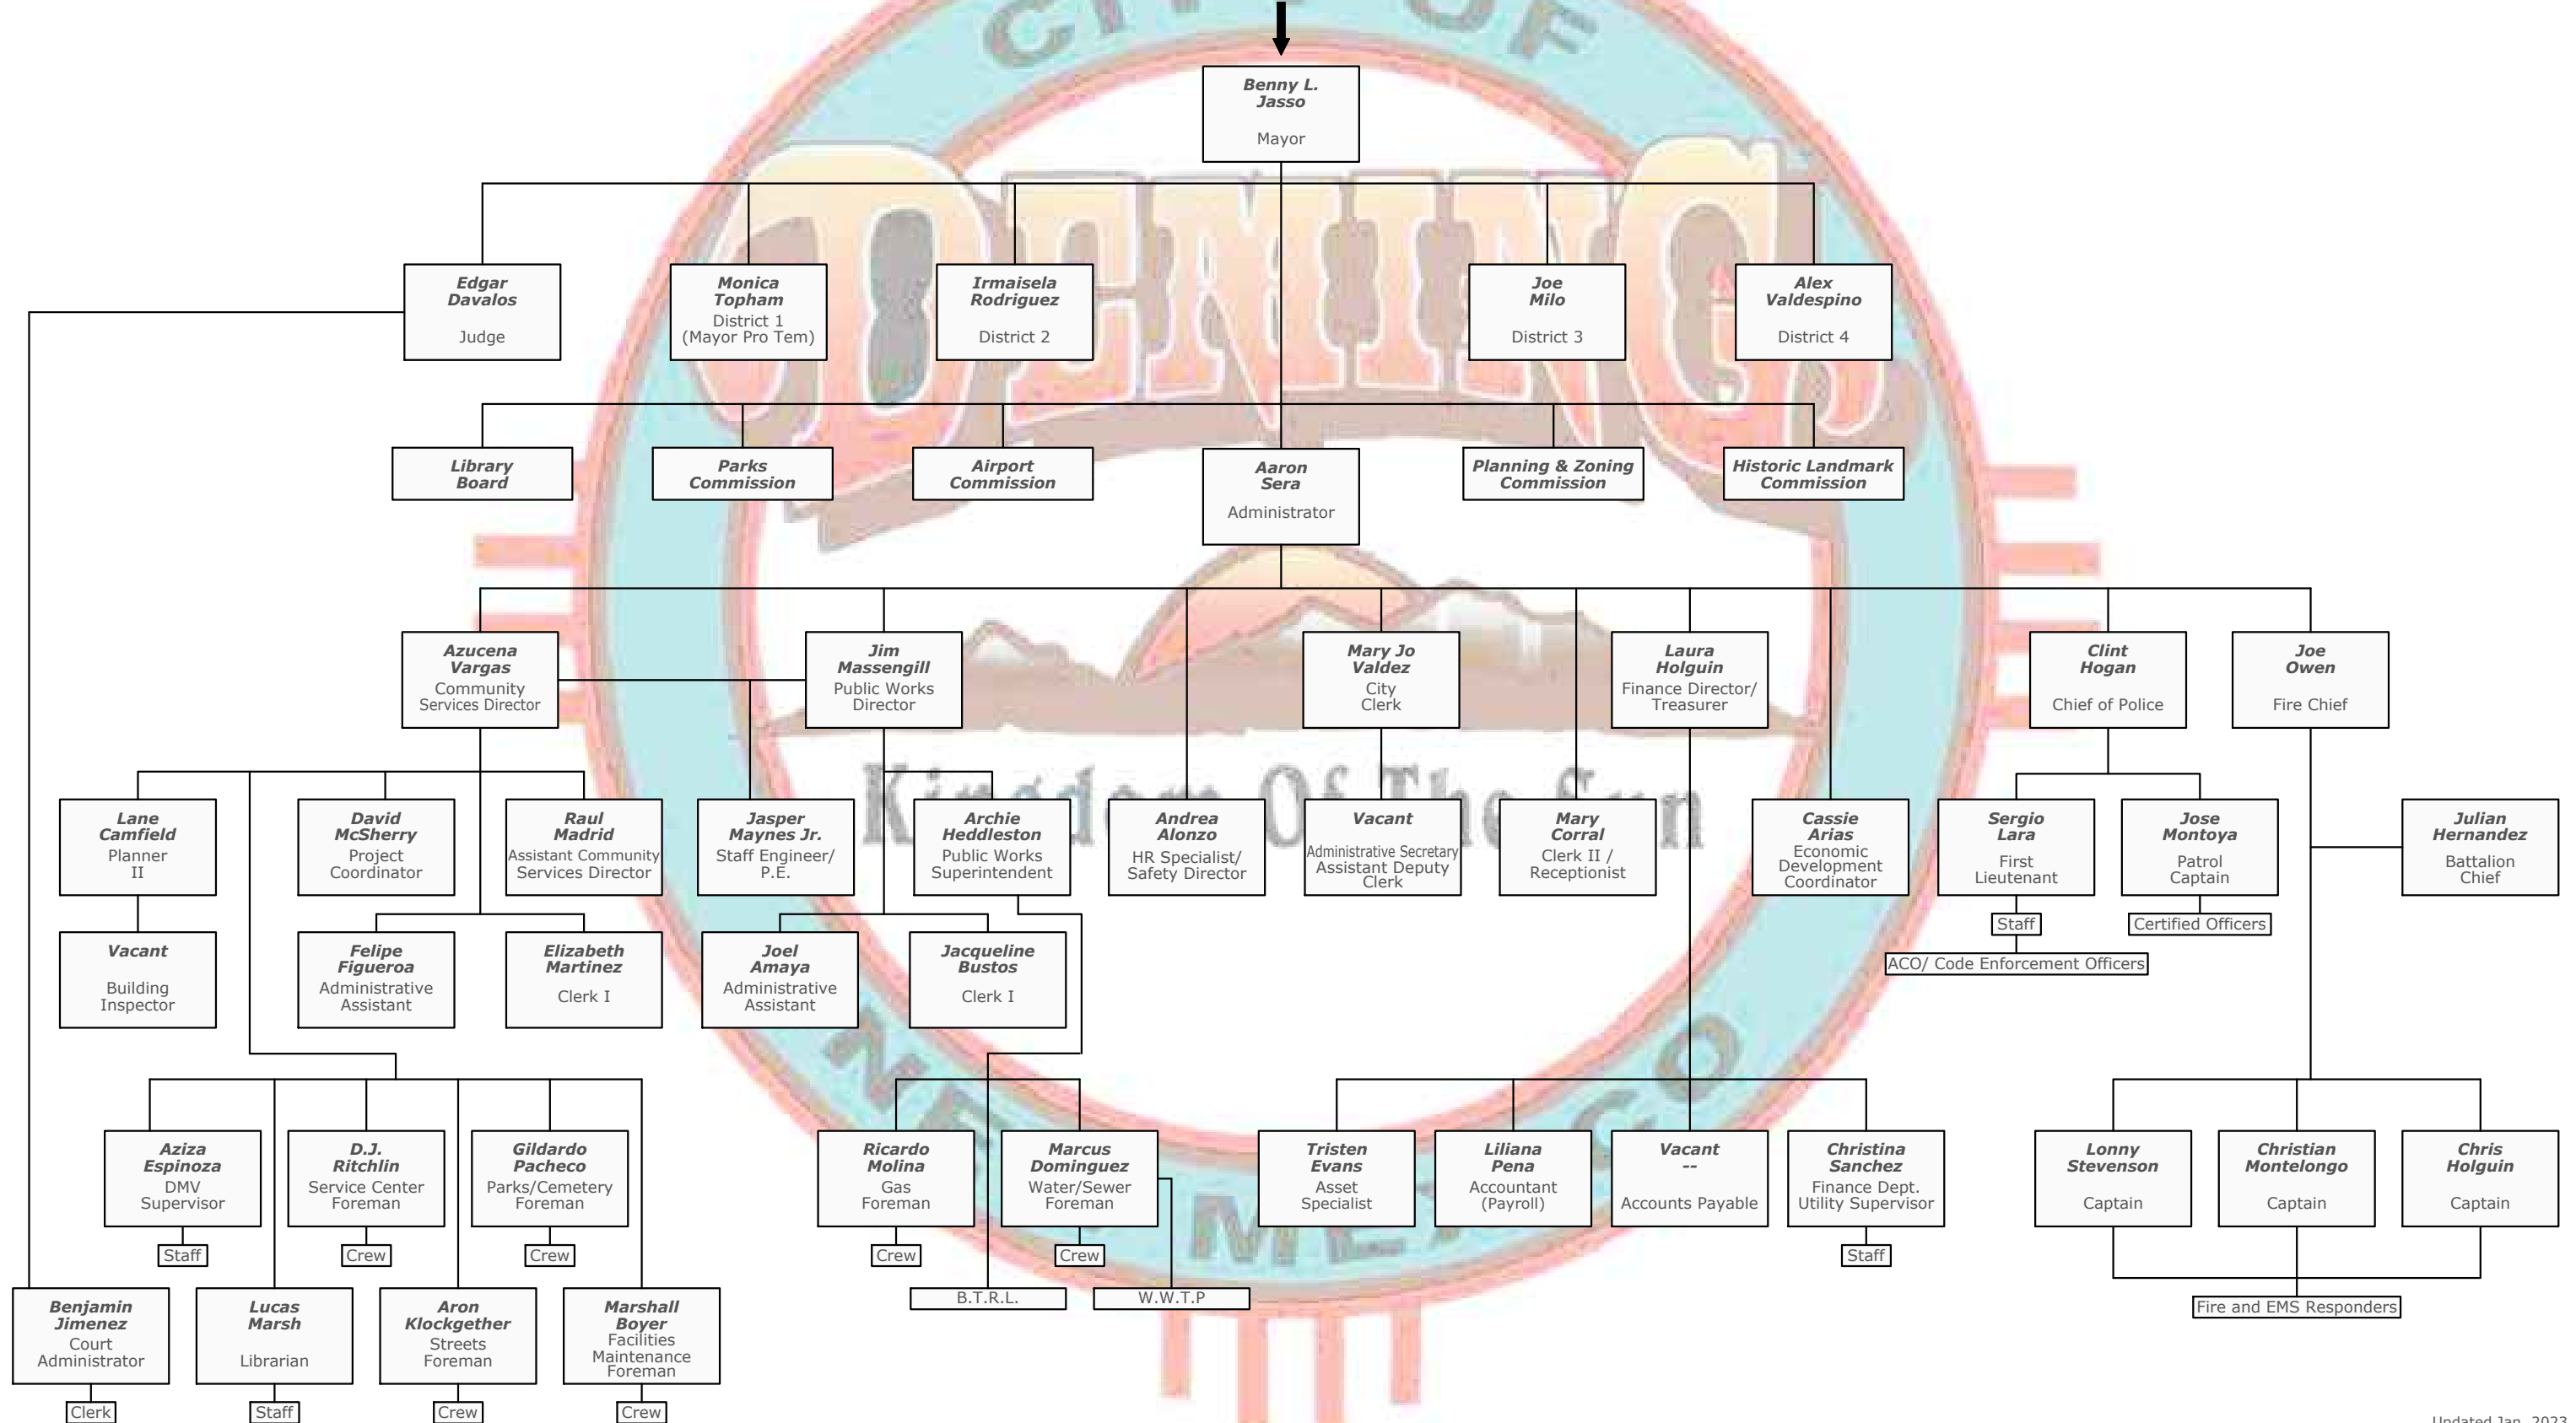 CITY OF
DEMING,
Kingdom Of The Sun
NEW MEXICO
Benny L.
Jasso
Mayor
Edgar
Davalos
Judge
Monica
Topham
District 1
(Mayor Pro Tem)
Irmaisela
Rodriguez
District 2
Joe
Milo
District 3
Alex
Valdespino
District 4
Library
Board
Parks
Commission
Airport
Commission
Aaron
Sera
Administrator
Planning & Zoning
Commission
Historic Landmark
Commission
Azucena
Vargas
Community
Services Director
Jim
Massengill
Public Works
Director
Mary Jo
Valdez
City
Clerk
Laura
Holguin
Finance Director/
Treasurer
Clint
Hogan
Chief of Police
Joe
Owen
Fire Chief
Lane
Camfield
Planner
II
David
McSherry
Project
Coordinator
Raul
Madrid
Assistant Community
Services Director
Jasper
Maynes Jr.
Staff Engineer/
P.E.
Archie
Heddleston
Public Works
Superintendent
Andrea
Alonzo
HR Specialist/
Safety Director
Vacant
Administrative Secretary
Assistant Deputy
Clerk
Mary
Corral
Clerk II /
Receptionist
Cassie
Arias
Economic
Development
Coordinator
Sergio
Lara
First
Lieutenant
Jose
Montoya
Patrol
Captain
Julian
Hernandez
Battalion
Chief
Staff
Certified Officers
ACO/ Code Enforcement Officers
Vacant
Building
Inspector
Felipe
Figueroa
Administrative
Assistant
Elizabeth
Martinez
Clerk I
Joel
Amaya
Administrative
Assistant
Jacqueline
Bustos
Clerk I
Aziza
Espinoza
DMV
Supervisor
Staff
D.J.
Ritchlin
Service Center
Foreman
Crew
Gildardo
Pacheco
Parks/Cemetery
Foreman
Crew
Ricardo
Molina
Gas
Foreman
Crew
Marcus
Dominguez
Water/Sewer
Foreman
Crew
Tristen
Evans
Asset
Specialist
Liliana
Pena
Accountant
(Payroll)
Vacant
--
Accounts Payable
Christina
Sanchez
Finance Dept.
Utility Supervisor
Staff
Lonny
Stevenson
Captain
Christian
Montelongo
Captain
Chris
Holguin
Captain
B.T.R.L.
W.W.T.P
Fire and EMS Responders
Benjamin
Jimenez
Court
Administrator
Clerk
Lucas
Marsh
Librarian
Staff
Aron
Klockgether
Streets
Foreman
Crew
Marshall
Boyer
Facilities
Maintenance
Foreman
Crew
Updated Jan. 2023